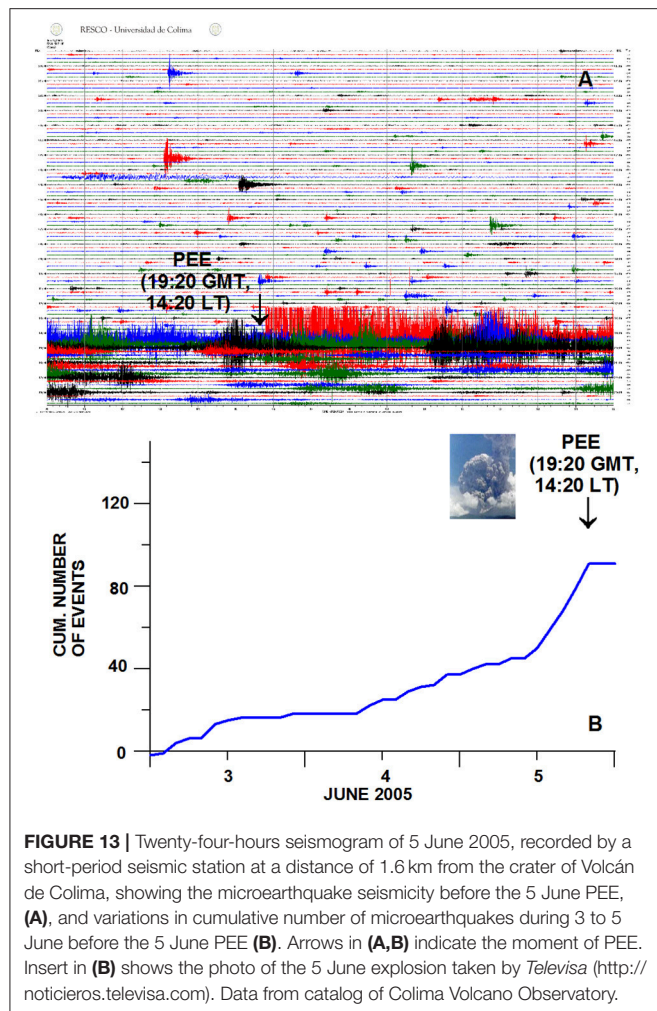 RESCO - Universidad de Colima
A
PEE
(19:20 GMT,
14:20 LT)
PEE
(19:20 GMT,
14:20 LT)
120
80
40
0
CUM. NUMBER
OF EVENTS
B
3
4
5
JUNE 2005
FIGURE 13 | Twenty-four-hours seismogram of 5 June 2005, recorded by a
short-period seismic station at a distance of 1.6 km from the crater of Volcán
de Colima, showing the microearthquake seismicity before the 5 June PEE,
(A), and variations in cumulative number of microearthquakes during 3 to 5
June before the 5 June PEE (B). Arrows in (A,B) indicate the moment of PEE.
Insert in (B) shows the photo of the 5 June explosion taken by Televisa (http://
noticieros.televisa.com). Data from catalog of Colima Volcano Observatory.